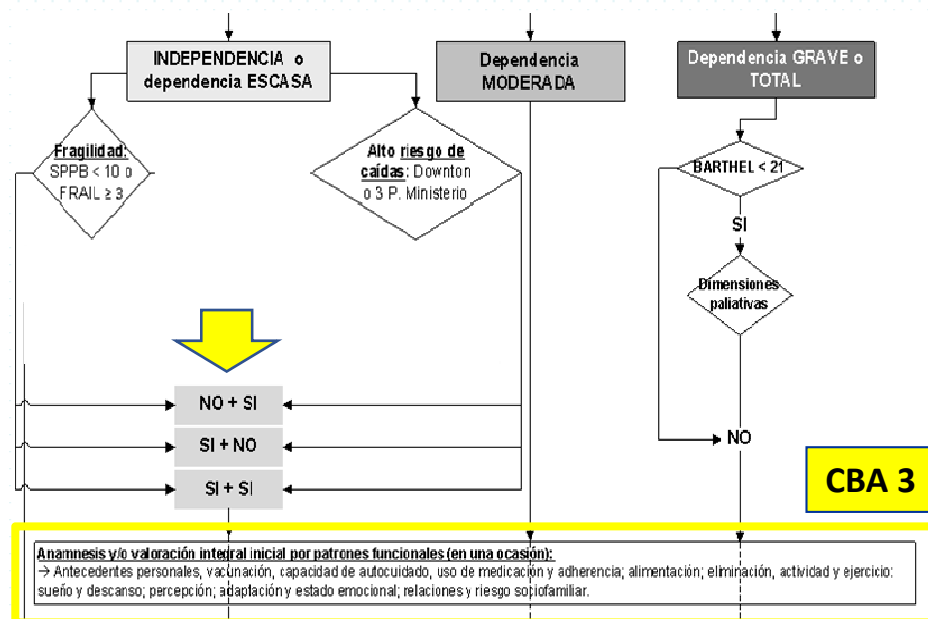 INDEPENDENCIA o
dependencia ESCASA
Dependencia
MODERADA
Dependencia GRAVE o
TOTAL
Fragilidad:
SPPB < 10 o
FRAIL ≥ 3
Alto riesgo de
caídas: Downton
o 3 P. Ministerio
BARTHEL < 21
SI
Dimensiones
paliativas
NO + SI
SI + NO
SI + SI
NO
CBA 3
Anamnesis y/o valoración integral inicial por patrones funcionales (en una ocasión):
→ Antecedentes personales, vacunación, capacidad de autocuidado, uso de medicación y adherencia; alimentación; eliminación, actividad y ejercicio;
sueño y descanso; percepción; adaptación y estado emocional; relaciones y riesgo sociofamiliar.